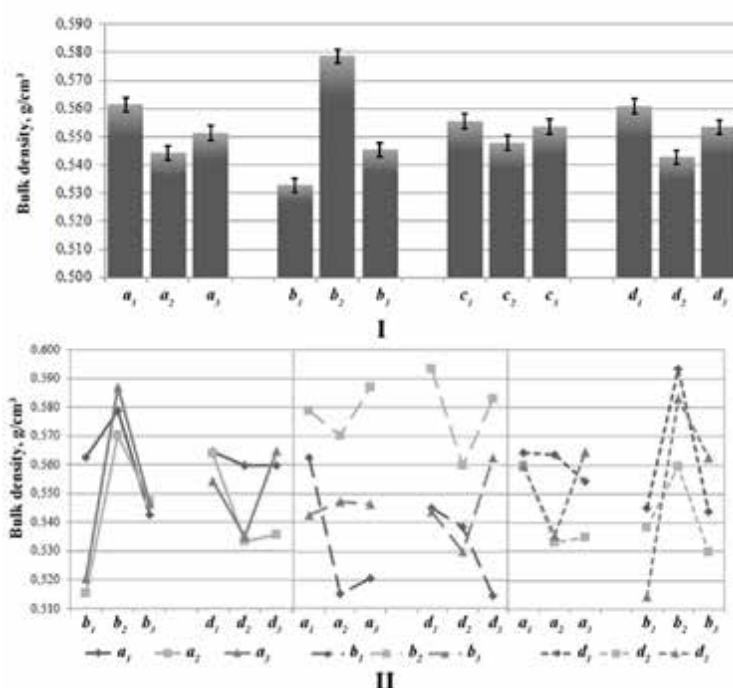 Bulk density, g/cm³
0.590
0.580
0.570
0.560
0.550
0.540
0.530
0.520
0.510
0.500
a₁ a₂ a₃ b₁ b₂ b₃ c₁ c₂ c₃ d₁ d₂ d₃
I
Bulk density, g/cm³
0.600
0.590
0.580
0.570
0.560
0.550
0.540
0.530
0.520
0.510
b₁ b₂ b₃ d₁ d₂ d₃ a₁ a₂ a₃ d₁ d₂ d₃ a₁ a₂ a₃ b₁ b₂ b₃
a₁ a₂ a₃ b₁ b₂ b₃ d₁ d₂ d₃
II